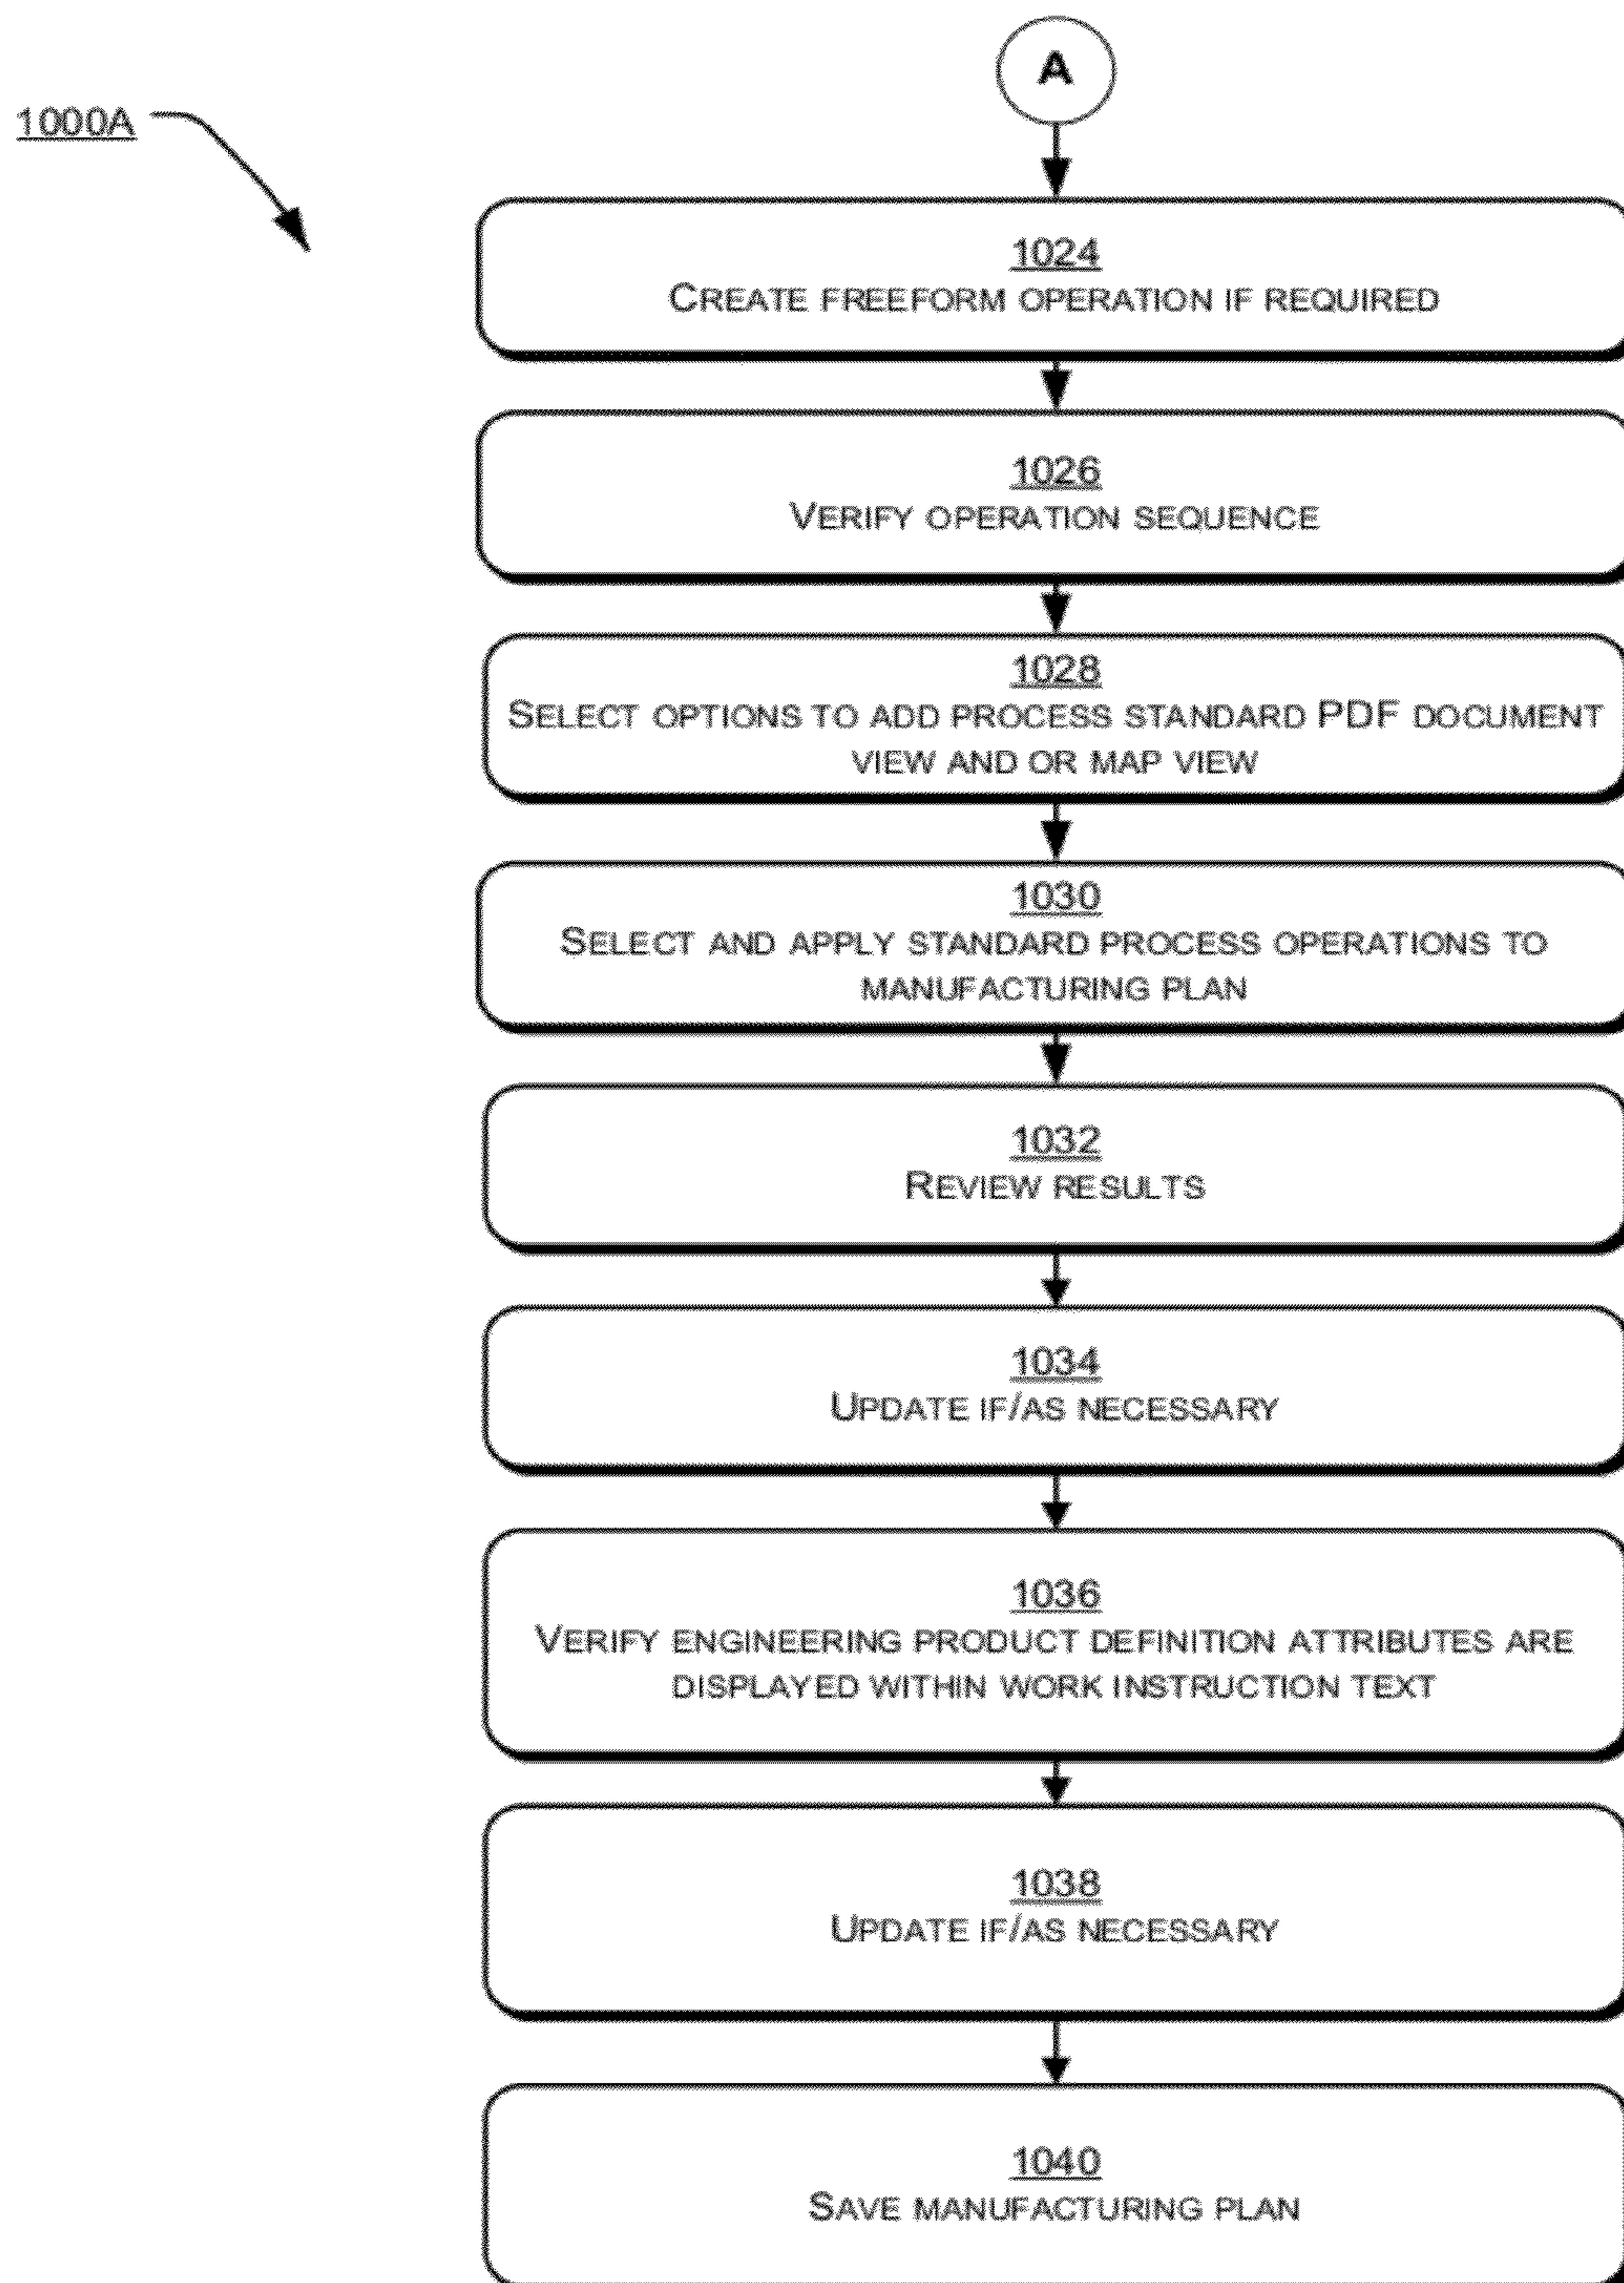 A
1000A
1024
CREATE FREEFORM OPERATION IF REQUIRED
1026
VERIFY OPERATION SEQUENCE
1028
SELECT OPTIONS TO ADD PROCESS STANDARD PDF DOCUMENT
VIEW AND OR MAP VIEW
1030
SELECT AND APPLY STANDARD PROCESS OPERATIONS TO
MANUFACTURING PLAN
1032
REVIEW RESULTS
1034
UPDATE IF/AS NECESSARY
1036
VERIFY ENGINEERING PRODUCT DEFINITION ATTRIBUTES ARE
DISPLAYED WITHIN WORK INSTRUCTION TEXT
1038
UPDATE IF/AS NECESSARY
1040
SAVE MANUFACTURING PLAN